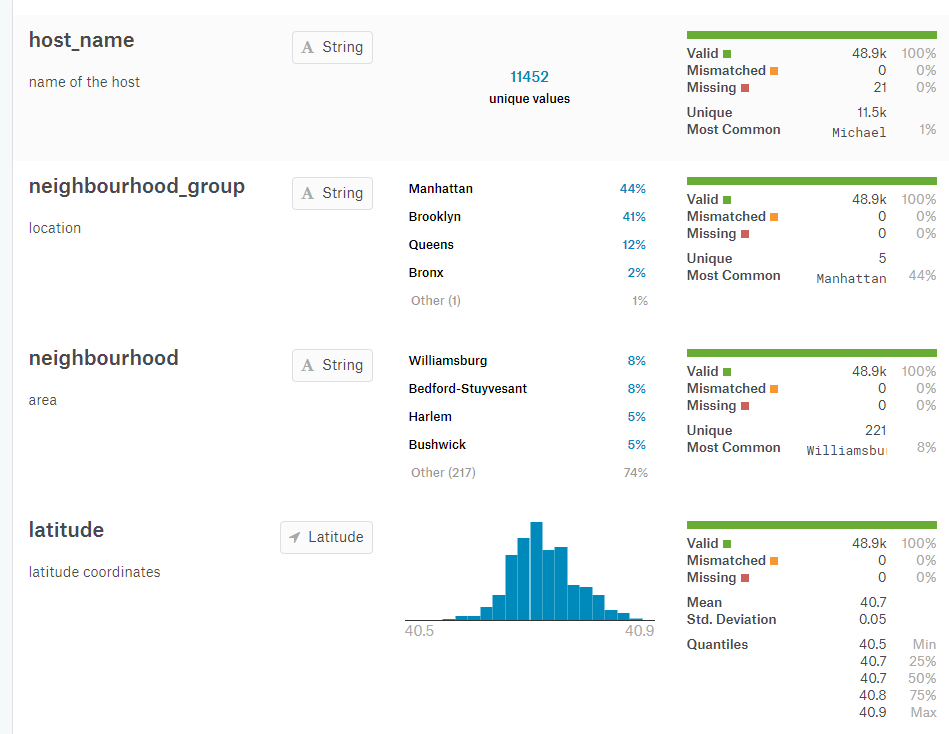 host_name
A String
name of the host
11452
unique values
Valid 48.9k 100%
Mismatched 0 0%
Missing 21 0%
Unique 11.5k
Most Common Michael 1%
neighbourhood_group
A String
location
Manhattan 44%
Brooklyn 41%
Queens 12%
Bronx 2%
Other (1) 1%
Valid 48.9k 100%
Mismatched 0 0%
Missing 0 0%
Unique 5
Most Common Manhattan 44%
neighbourhood
A String
area
Williamsburg 8%
Bedford-Stuyvesant 8%
Harlem 5%
Bushwick 5%
Other (217) 74%
Valid 48.9k 100%
Mismatched 0 0%
Missing 0 0%
Unique 221
Most Common Williamsbur 8%
latitude
Latitude
latitude coordinates
40.5 40.9
Valid 48.9k 100%
Mismatched 0 0%
Missing 0 0%
Mean 40.7
Std. Deviation 0.05
Quantiles 40.5 Min
40.7 25%
40.7 50%
40.8 75%
40.9 Max